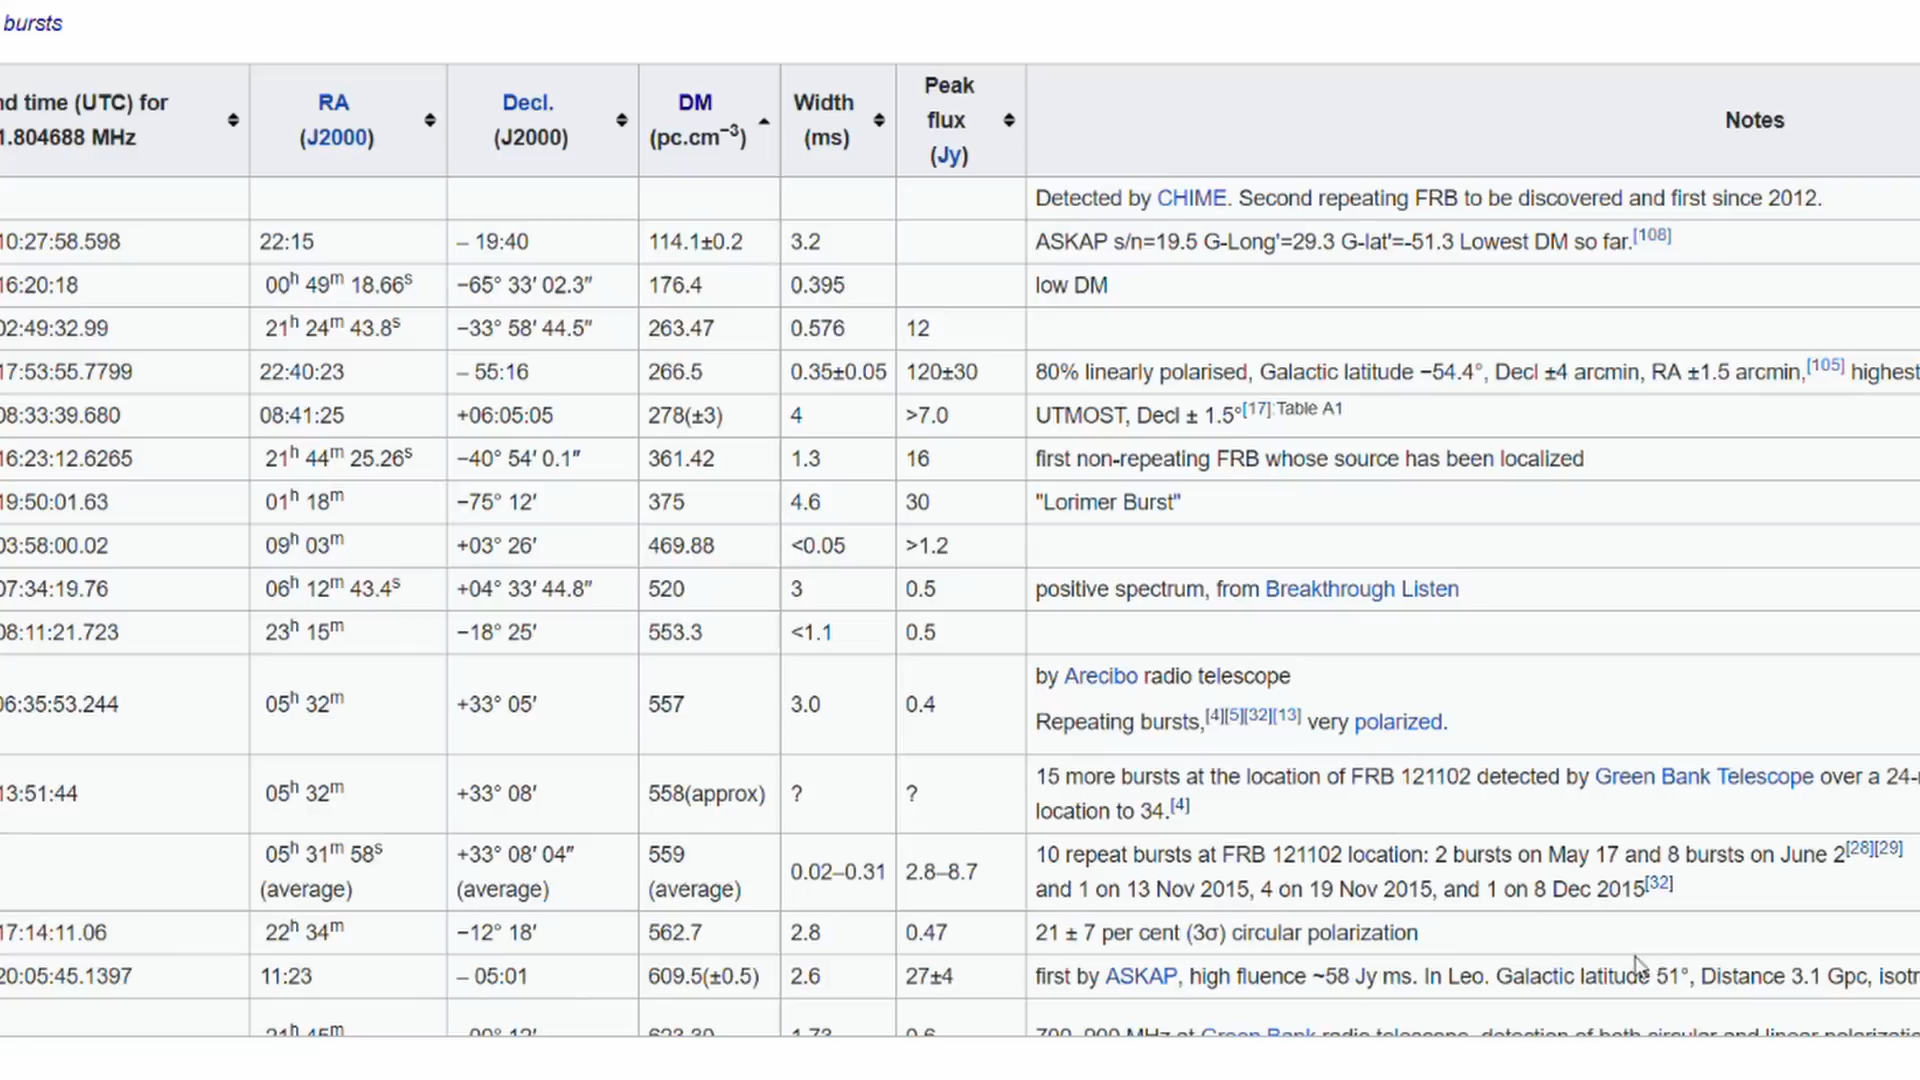 bursts
nd time (UTC) for 1.804688 MHz RA (J2000) Decl. (J2000) DM (pc.cm−3) Width (ms) Peak flux (Jy) Notes
Detected by CHIME. Second repeating FRB to be discovered and first since 2012.
10:27:58.598 22:15 – 19:40 114.1±0.2 3.2 ASKAP s/n=19.5 G-Long'=29.3 G-lat'=-51.3 Lowest DM so far.[108]
16:20:18 00h 49m 18.66s −65° 33′ 02.3″ 176.4 0.395 low DM
02:49:32.99 21h 24m 43.8s −33° 58′ 44.5″ 263.47 0.576 12
17:53:55.7799 22:40:23 – 55:16 266.5 0.35±0.05 120±30 80% linearly polarised, Galactic latitude −54.4°, Decl ±4 arcmin, RA ±1.5 arcmin,[105] highest
08:33:39.680 08:41:25 +06:05:05 278(±3) 4 >7.0 UTMOST, Decl ± 1.5°[17]:Table A1
16:23:12.6265 21h 44m 25.26s −40° 54′ 0.1″ 361.42 1.3 16 first non-repeating FRB whose source has been localized
19:50:01.63 01h 18m −75° 12′ 375 4.6 30 "Lorimer Burst"
03:58:00.02 09h 03m +03° 26′ 469.88 <0.05 >1.2
07:34:19.76 06h 12m 43.4s +04° 33′ 44.8″ 520 3 0.5 positive spectrum, from Breakthrough Listen
08:11:21.723 23h 15m −18° 25′ 553.3 <1.1 0.5
06:35:53.244 05h 32m +33° 05′ 557 3.0 0.4 by Arecibo radio telescope
Repeating bursts,[4][5][32][13] very polarized.
13:51:44 05h 32m +33° 08′ 558(approx) ? ? 15 more bursts at the location of FRB 121102 detected by Green Bank Telescope over a 24-
location to 34.[4]
05h 31m 58s +33° 08′ 04″ 559 0.02–0.31 2.8–8.7 10 repeat bursts at FRB 121102 location: 2 bursts on May 17 and 8 bursts on June 2[28][29]
(average) (average) (average) and 1 on 13 Nov 2015, 4 on 19 Nov 2015, and 1 on 8 Dec 2015[32]
17:14:11.06 22h 34m −12° 18′ 562.7 2.8 0.47 21 ± 7 per cent (3σ) circular polarization
20:05:45.1397 11:23 – 05:01 609.5(±0.5) 2.6 27±4 first by ASKAP, high fluence ~58 Jy ms. In Leo. Galactic latitude 51°, Distance 3.1 Gpc, isotr
700–900 MHz at Green Bank radio telescope, detection of both circular and linear